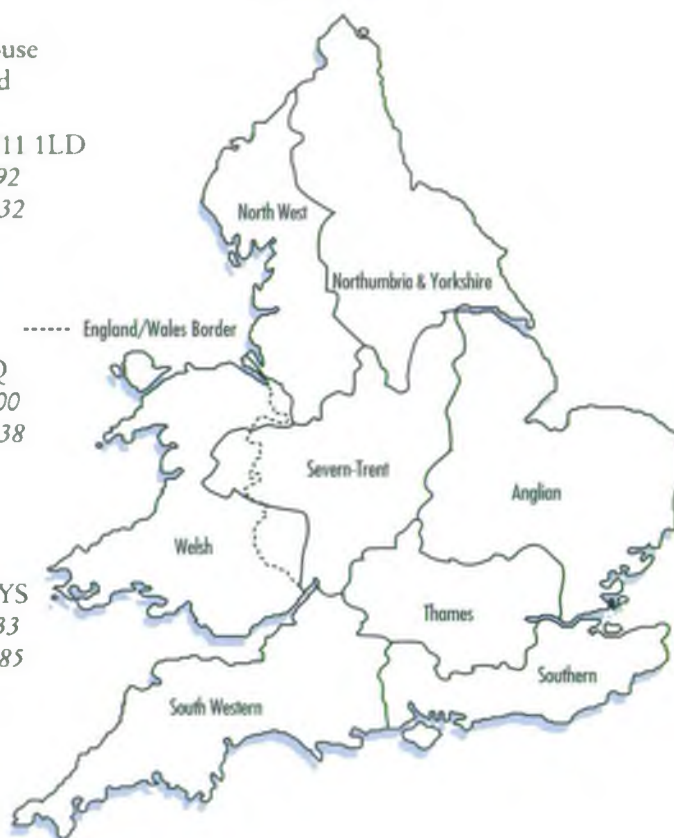 use
d
11 1LD
92
32
North West
Northumbria & Yorkshire
England/Wales Border
Q
00
38
Severn-Trent
Anglian
Welsh
YS
33
85
Thames
Southern
South Western